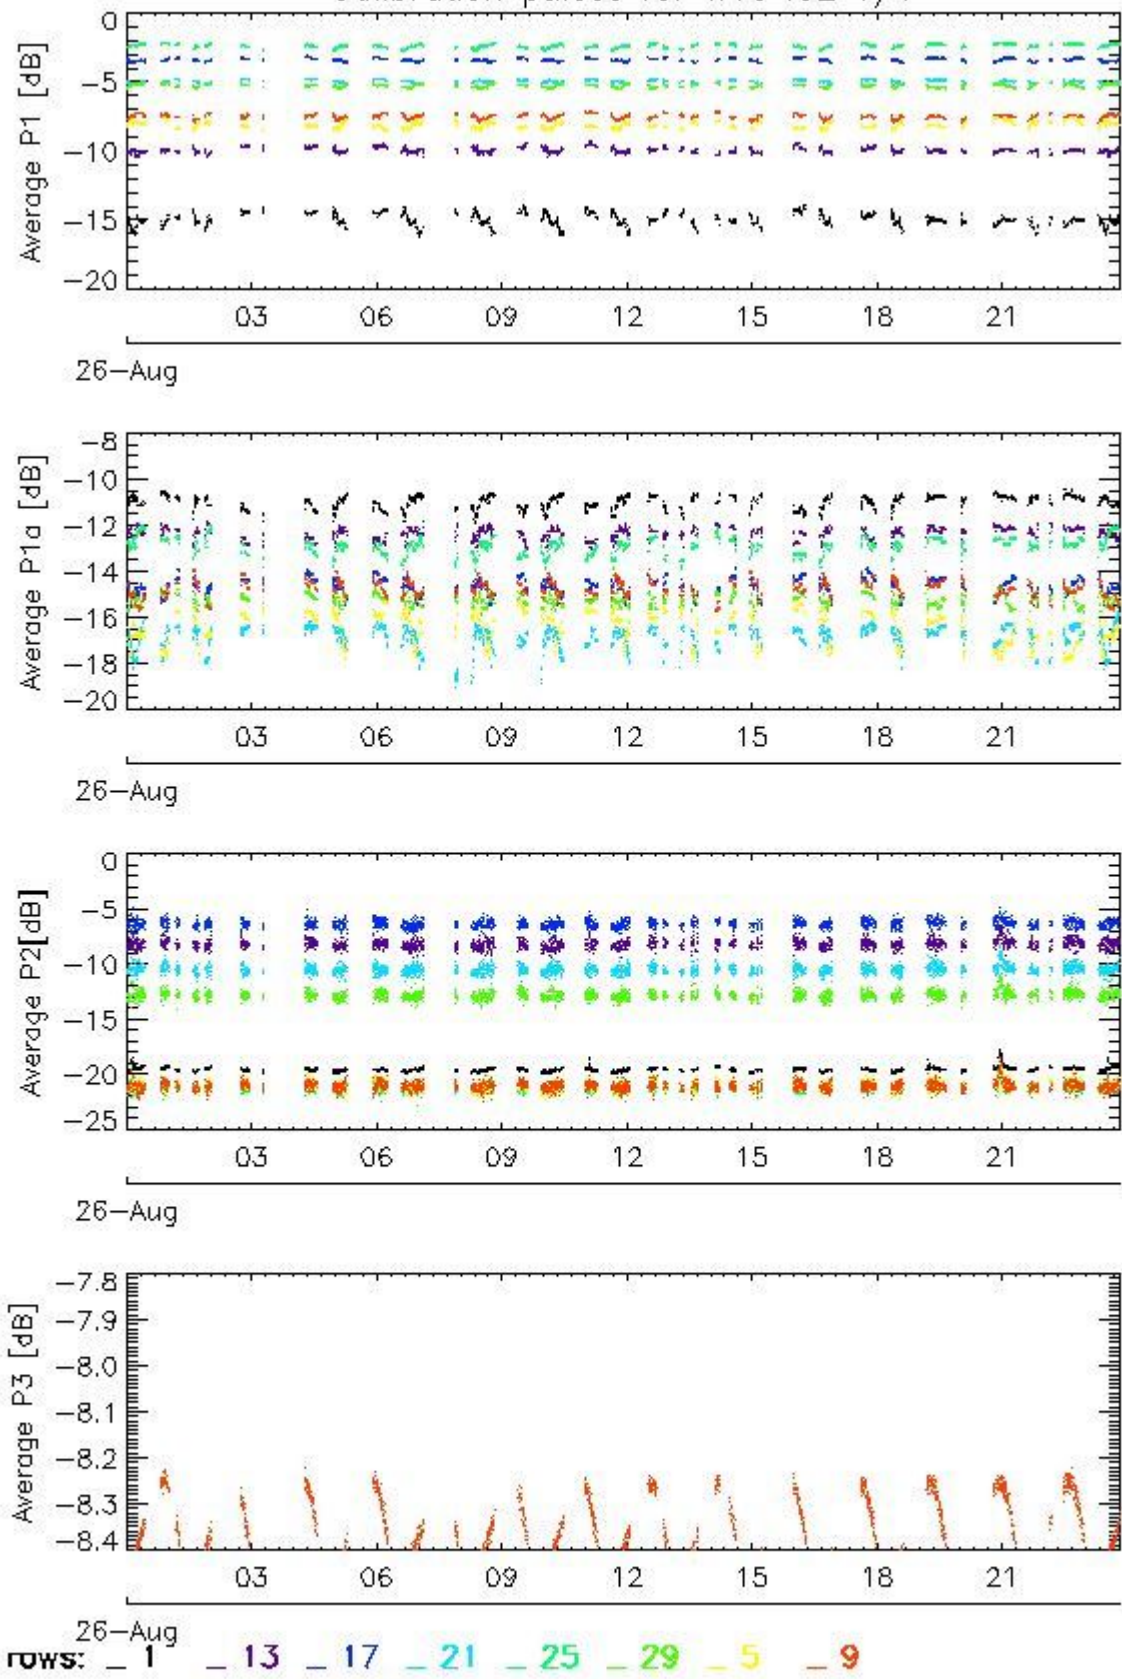 0
−5
−10
−15
−20
Average P1 [dB]
03 06 09 12 15 18 21
26−Aug
−8
−10
−12
−14
−16
−18
−20
Average P1a [dB]
03 06 09 12 15 18 21
26−Aug
0
−5
−10
−15
−20
−25
Average P2[dB]
03 06 09 12 15 18 21
26−Aug
−7.8
−7.9
−8.0
−8.1
−8.2
−8.3
−8.4
Average P3 [dB]
03 06 09 12 15 18 21
26−Aug
rows: _ 1 _ 13 _ 17 _ 21 _ 25 _ 29 _ 5 _ 9